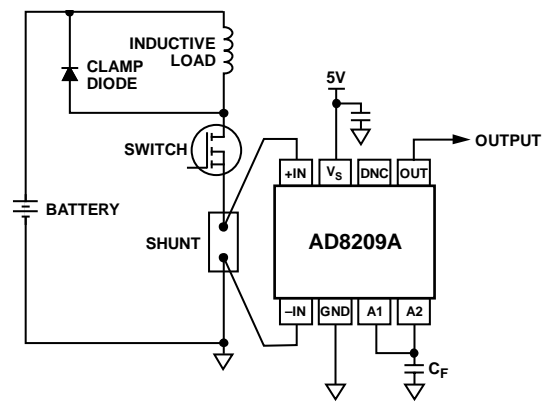 INDUCTIVE
LOAD
CLAMP
DIODE
5V
OUTPUT
SWITCH
+IN
VS
DNC
OUT
BATTERY
SHUNT
AD8209A
–IN
GND
A1
A2
CF